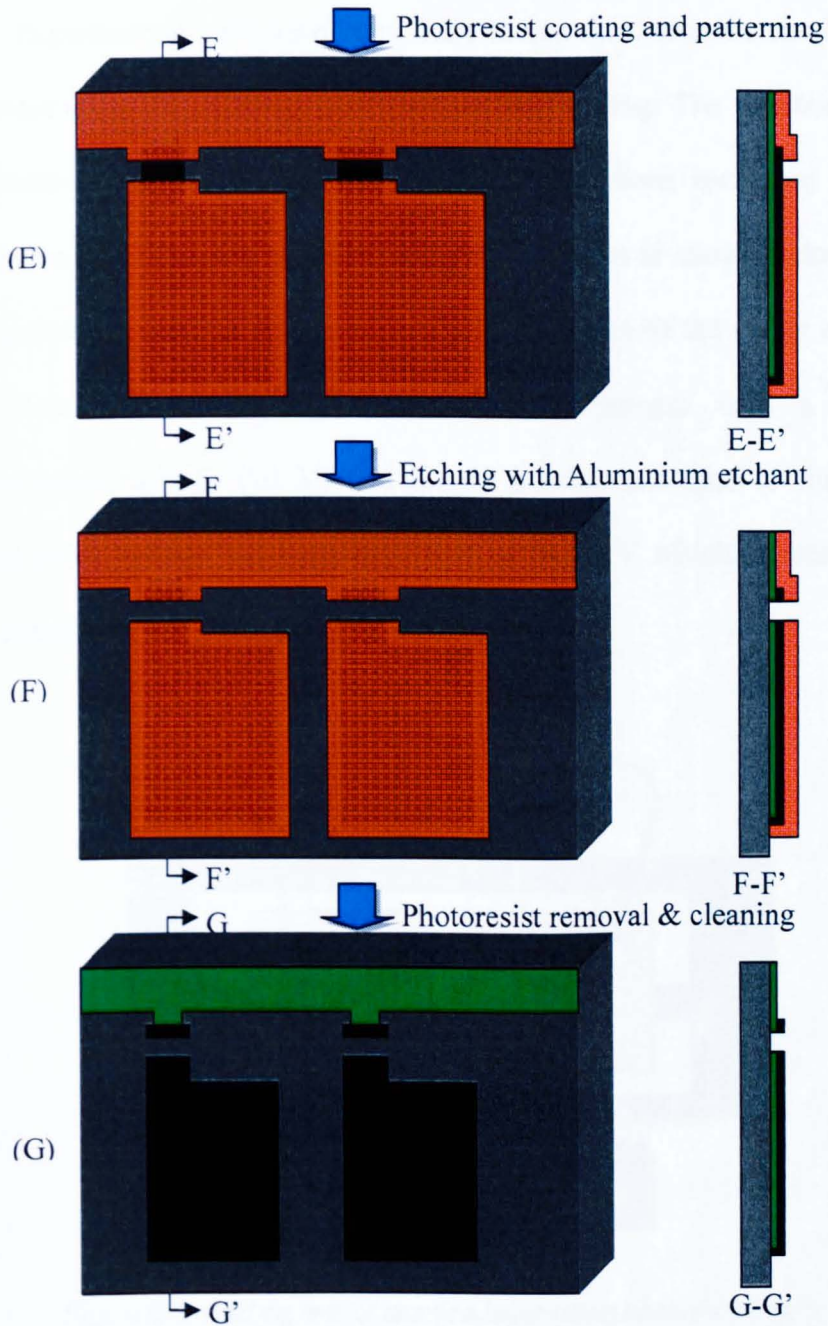 Photoresist coating and patterning
E
(E)
E'
E-E'
Etching with Aluminium etchant
F
(F)
F'
F-F'
Photoresist removal & cleaning
G
(G)
G'
G-G'